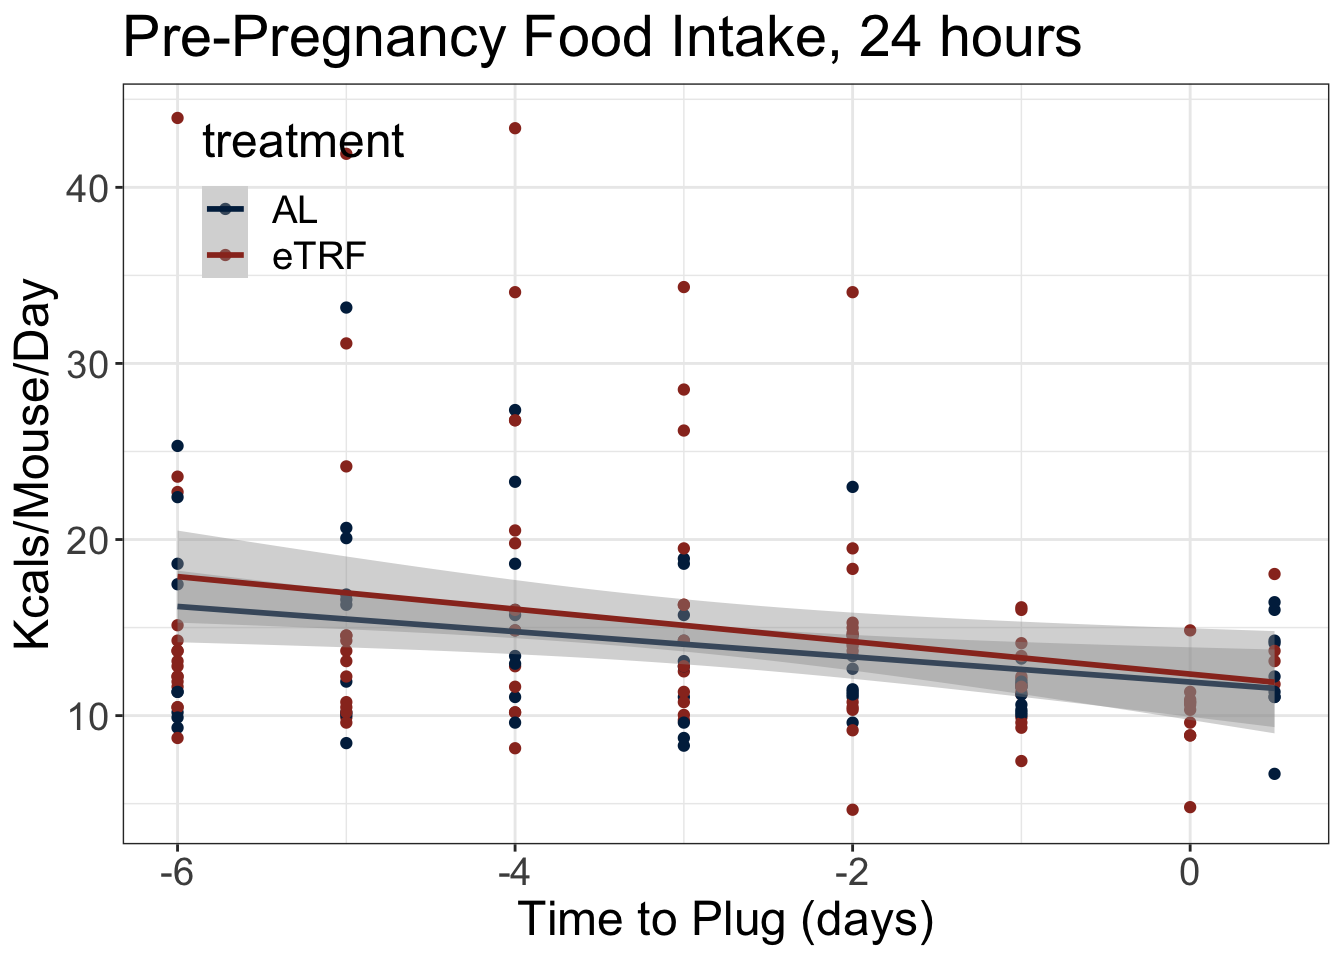 Pre-Pregnancy Food Intake, 24 hours
treatment
AL
eTRF
Kcals/Mouse/Day
40
30
20
10
-6
-4
-2
0
Time to Plug (days)